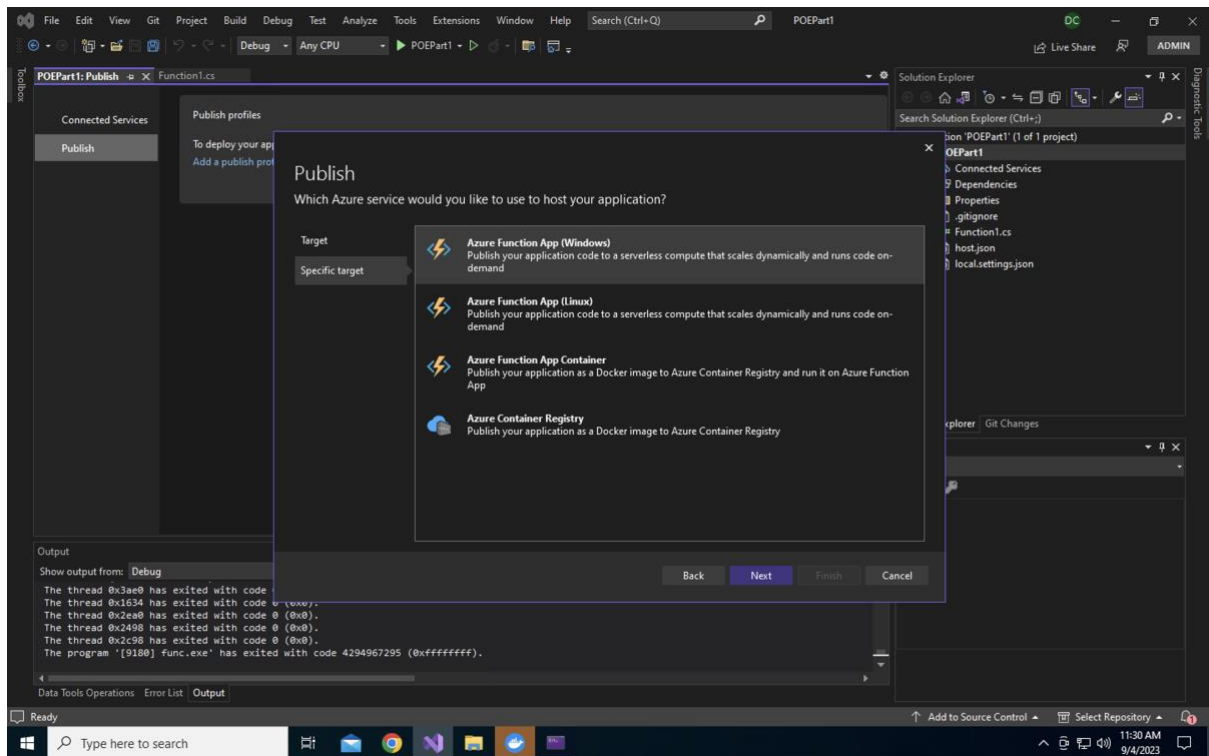 File Edit View Git Project Build Debug Test Analyze Tools Extensions Window Help Search (Ctrl+Q) POEPart1 DC
Debug Any CPU POEPart1 Live Share ADMIN
Toolbox
POEPart1: Publish Function1.cs
Connected Services
Publish
Publish profiles
To deploy your ap
Add a publish prof
Publish
Which Azure service would you like to use to host your application?
Target
Specific target
Azure Function App (Windows)
Publish your application code to a serverless compute that scales dynamically and runs code on-
demand
Azure Function App (Linux)
Publish your application code to a serverless compute that scales dynamically and runs code on-
demand
Azure Function App Container
Publish your application as a Docker image to Azure Container Registry and run it on Azure Function
App
Azure Container Registry
Publish your application as a Docker image to Azure Container Registry
Back Next Finish Cancel
Solution Explorer
Search Solution Explorer (Ctrl+;)
tion 'POEPart1' (1 of 1 project)
OEPart1
Connected Services
Dependencies
Properties
.gitignore
Function1.cs
host.json
local.settings.json
xplorer Git Changes
Diagnostic Tools
Output
Show output from: Debug
The thread 0x3ae0 has exited with code
The thread 0x1634 has exited with code 0 (0x0).
The thread 0x2ea0 has exited with code 0 (0x0).
The thread 0x2498 has exited with code 0 (0x0).
The thread 0x2c98 has exited with code 0 (0x0).
The program '[9180] func.exe' has exited with code 4294967295 (0xffffffff).
Data Tools Operations Error List Output
Ready Add to Source Control Select Repository
Type here to search
11:30 AM
9/4/2023